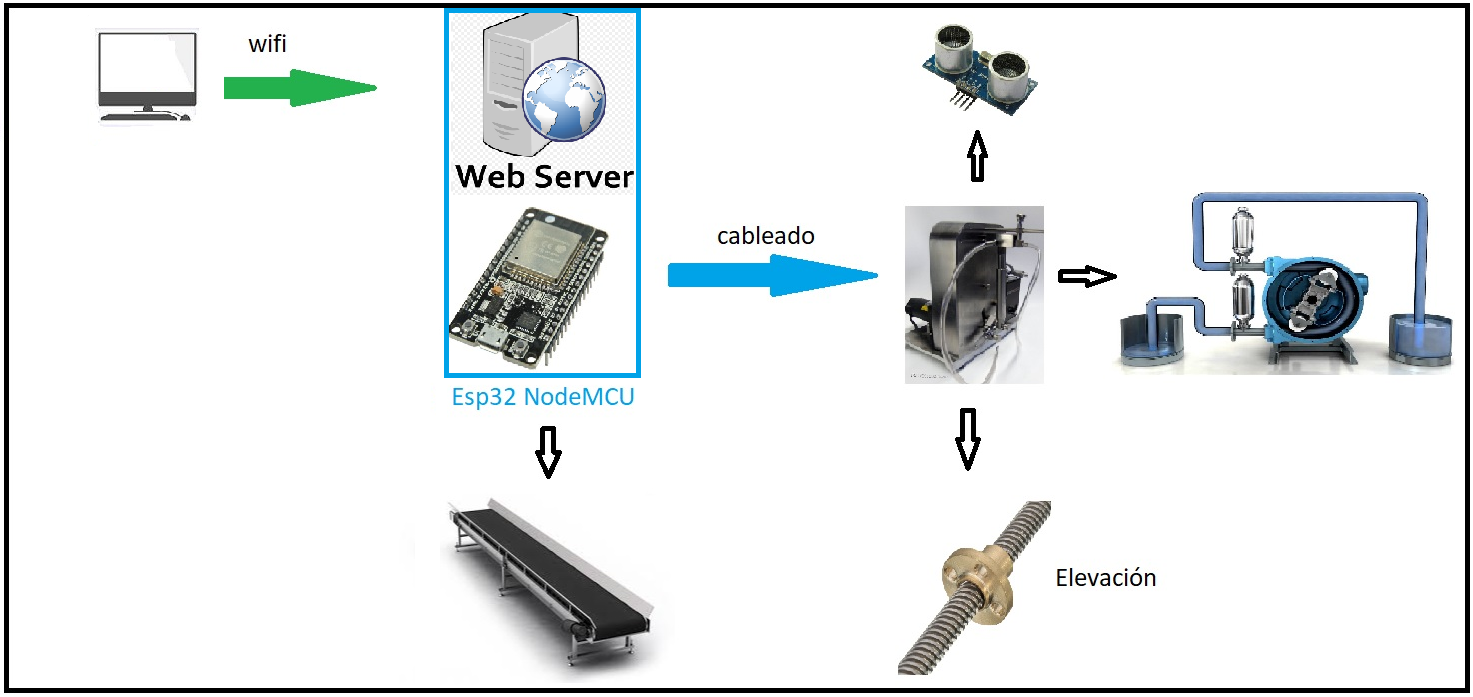 wifi
Web Server
cableado
Esp32 NodeMCU
Elevación